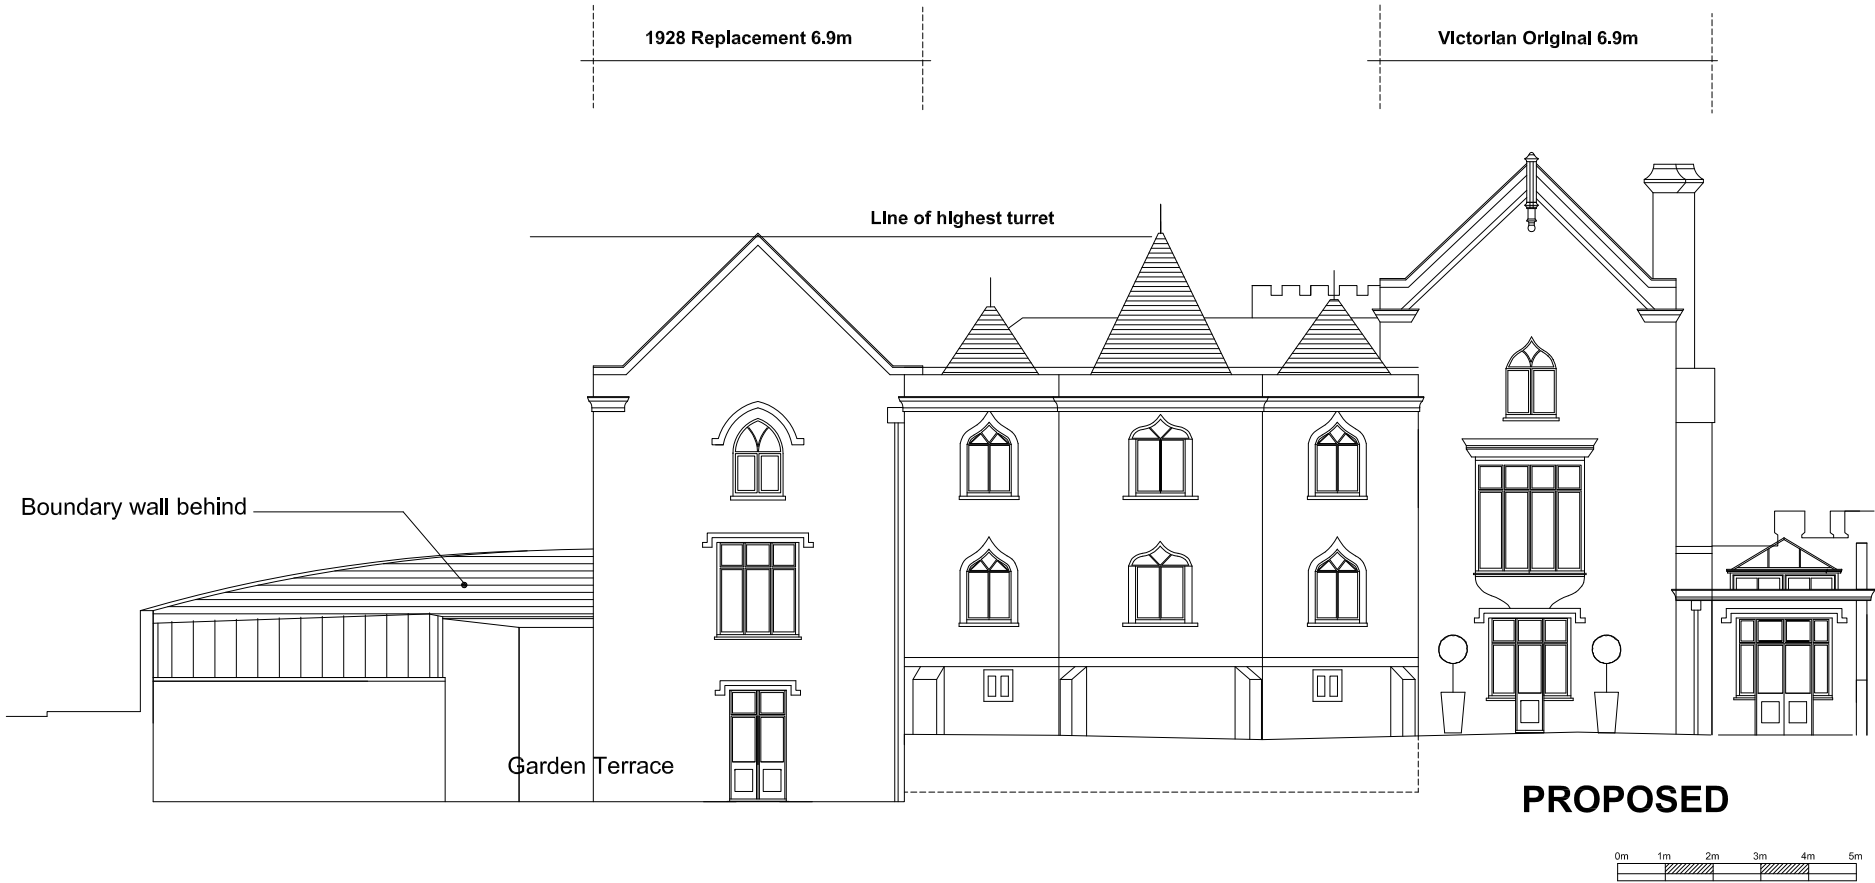 1928 Replacement 6.9m
Victorian Original 6.9m
Line of highest turret
Boundary wall behind
Garden Terrace
PROPOSED
0m 1m 2m 3m 4m 5m